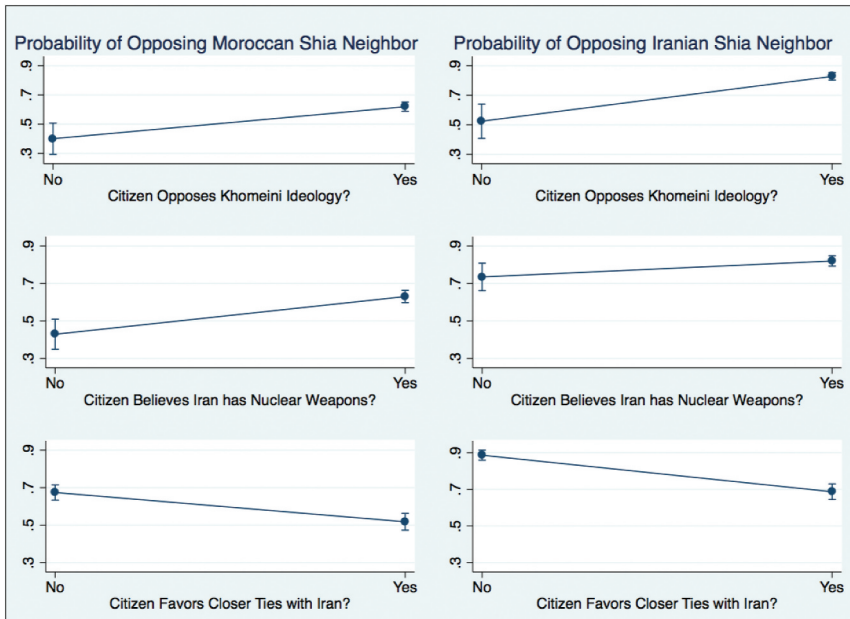 Probability of Opposing Moroccan Shia Neighbor
.9
.7
.5
.3
No Yes
Citizen Opposes Khomeini Ideology?
Probability of Opposing Iranian Shia Neighbor
.9
.7
.5
.3
No Yes
Citizen Opposes Khomeini Ideology?
.9
.7
.5
.3
No Yes
Citizen Believes Iran has Nuclear Weapons?
.9
.7
.5
.3
No Yes
Citizen Believes Iran has Nuclear Weapons?
.9
.7
.5
.3
No Yes
Citizen Favors Closer Ties with Iran?
.9
.7
.5
.3
No Yes
Citizen Favors Closer Ties with Iran?